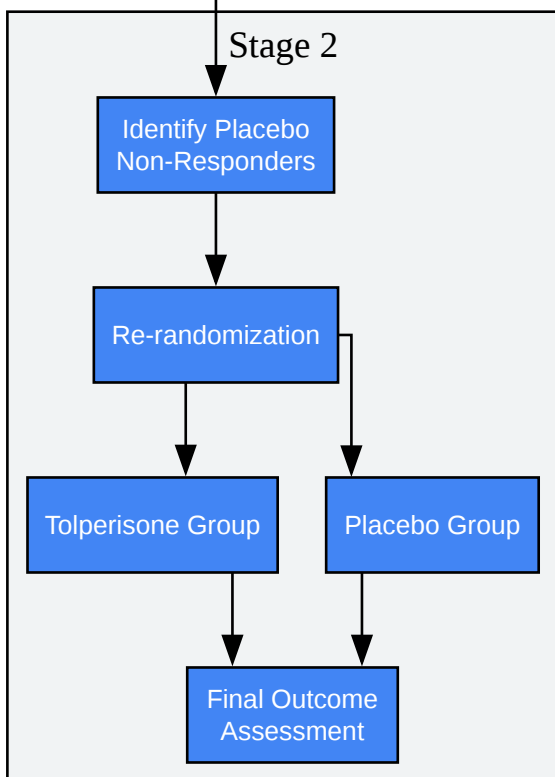 Stage 2
Identify Placebo
Non-Responders
Re-randomization
Tolperisone Group
Placebo Group
Final Outcome
Assessment